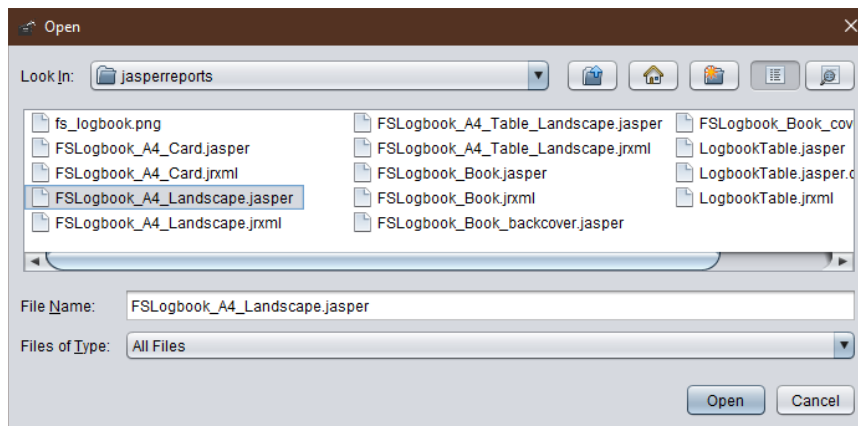 Open
Look In: jasperreports
fs_logbook.png
FSLogbook_A4_Card.jasper
FSLogbook_A4_Card.jrxml
FSLogbook_A4_Landscape.jasper
FSLogbook_A4_Landscape.jrxml
FSLogbook_A4_Table_Landscape.jasper
FSLogbook_A4_Table_Landscape.jrxml
FSLogbook_Book.jasper
FSLogbook_Book.jrxml
FSLogbook_Book_backcover.jasper
FSLogbook_Book_cov
LogbookTable.jasper
LogbookTable.jasper.c
LogbookTable.jrxml
File Name: FSLogbook_A4_Landscape.jasper
Files of Type: All Files
Open Cancel